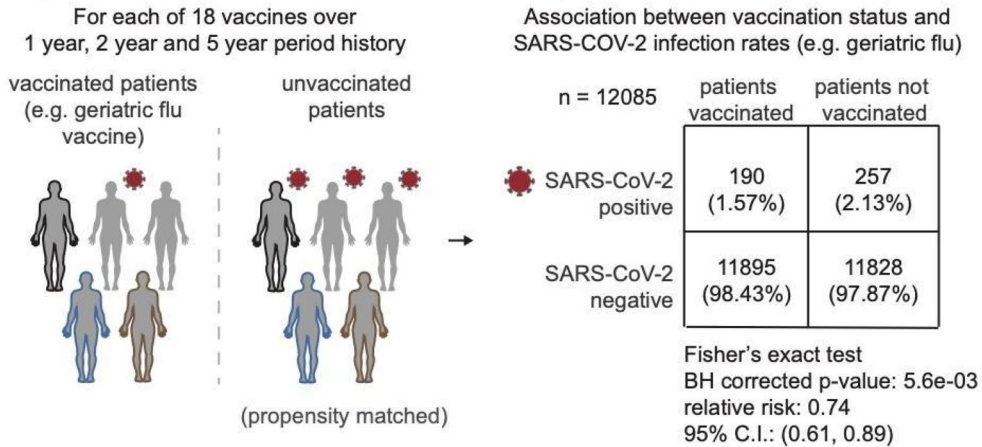 For each of 18 vaccines over
1 year, 2 year and 5 year period history
vaccinated patients
(e.g. geriatric flu
vaccine)
unvaccinated
patients
(propensity matched)
Association between vaccination status and
SARS-COV-2 infection rates (e.g. geriatric flu)
n = 12085
patients
vaccinated
patients not
vaccinated
SARS-CoV-2
positive
190
(1.57%)
257
(2.13%)
SARS-CoV-2
negative
11895
(98.43%)
11828
(97.87%)
Fisher's exact test
BH corrected p-value: 5.6e-03
relative risk: 0.74
95% C.I.: (0.61, 0.89)